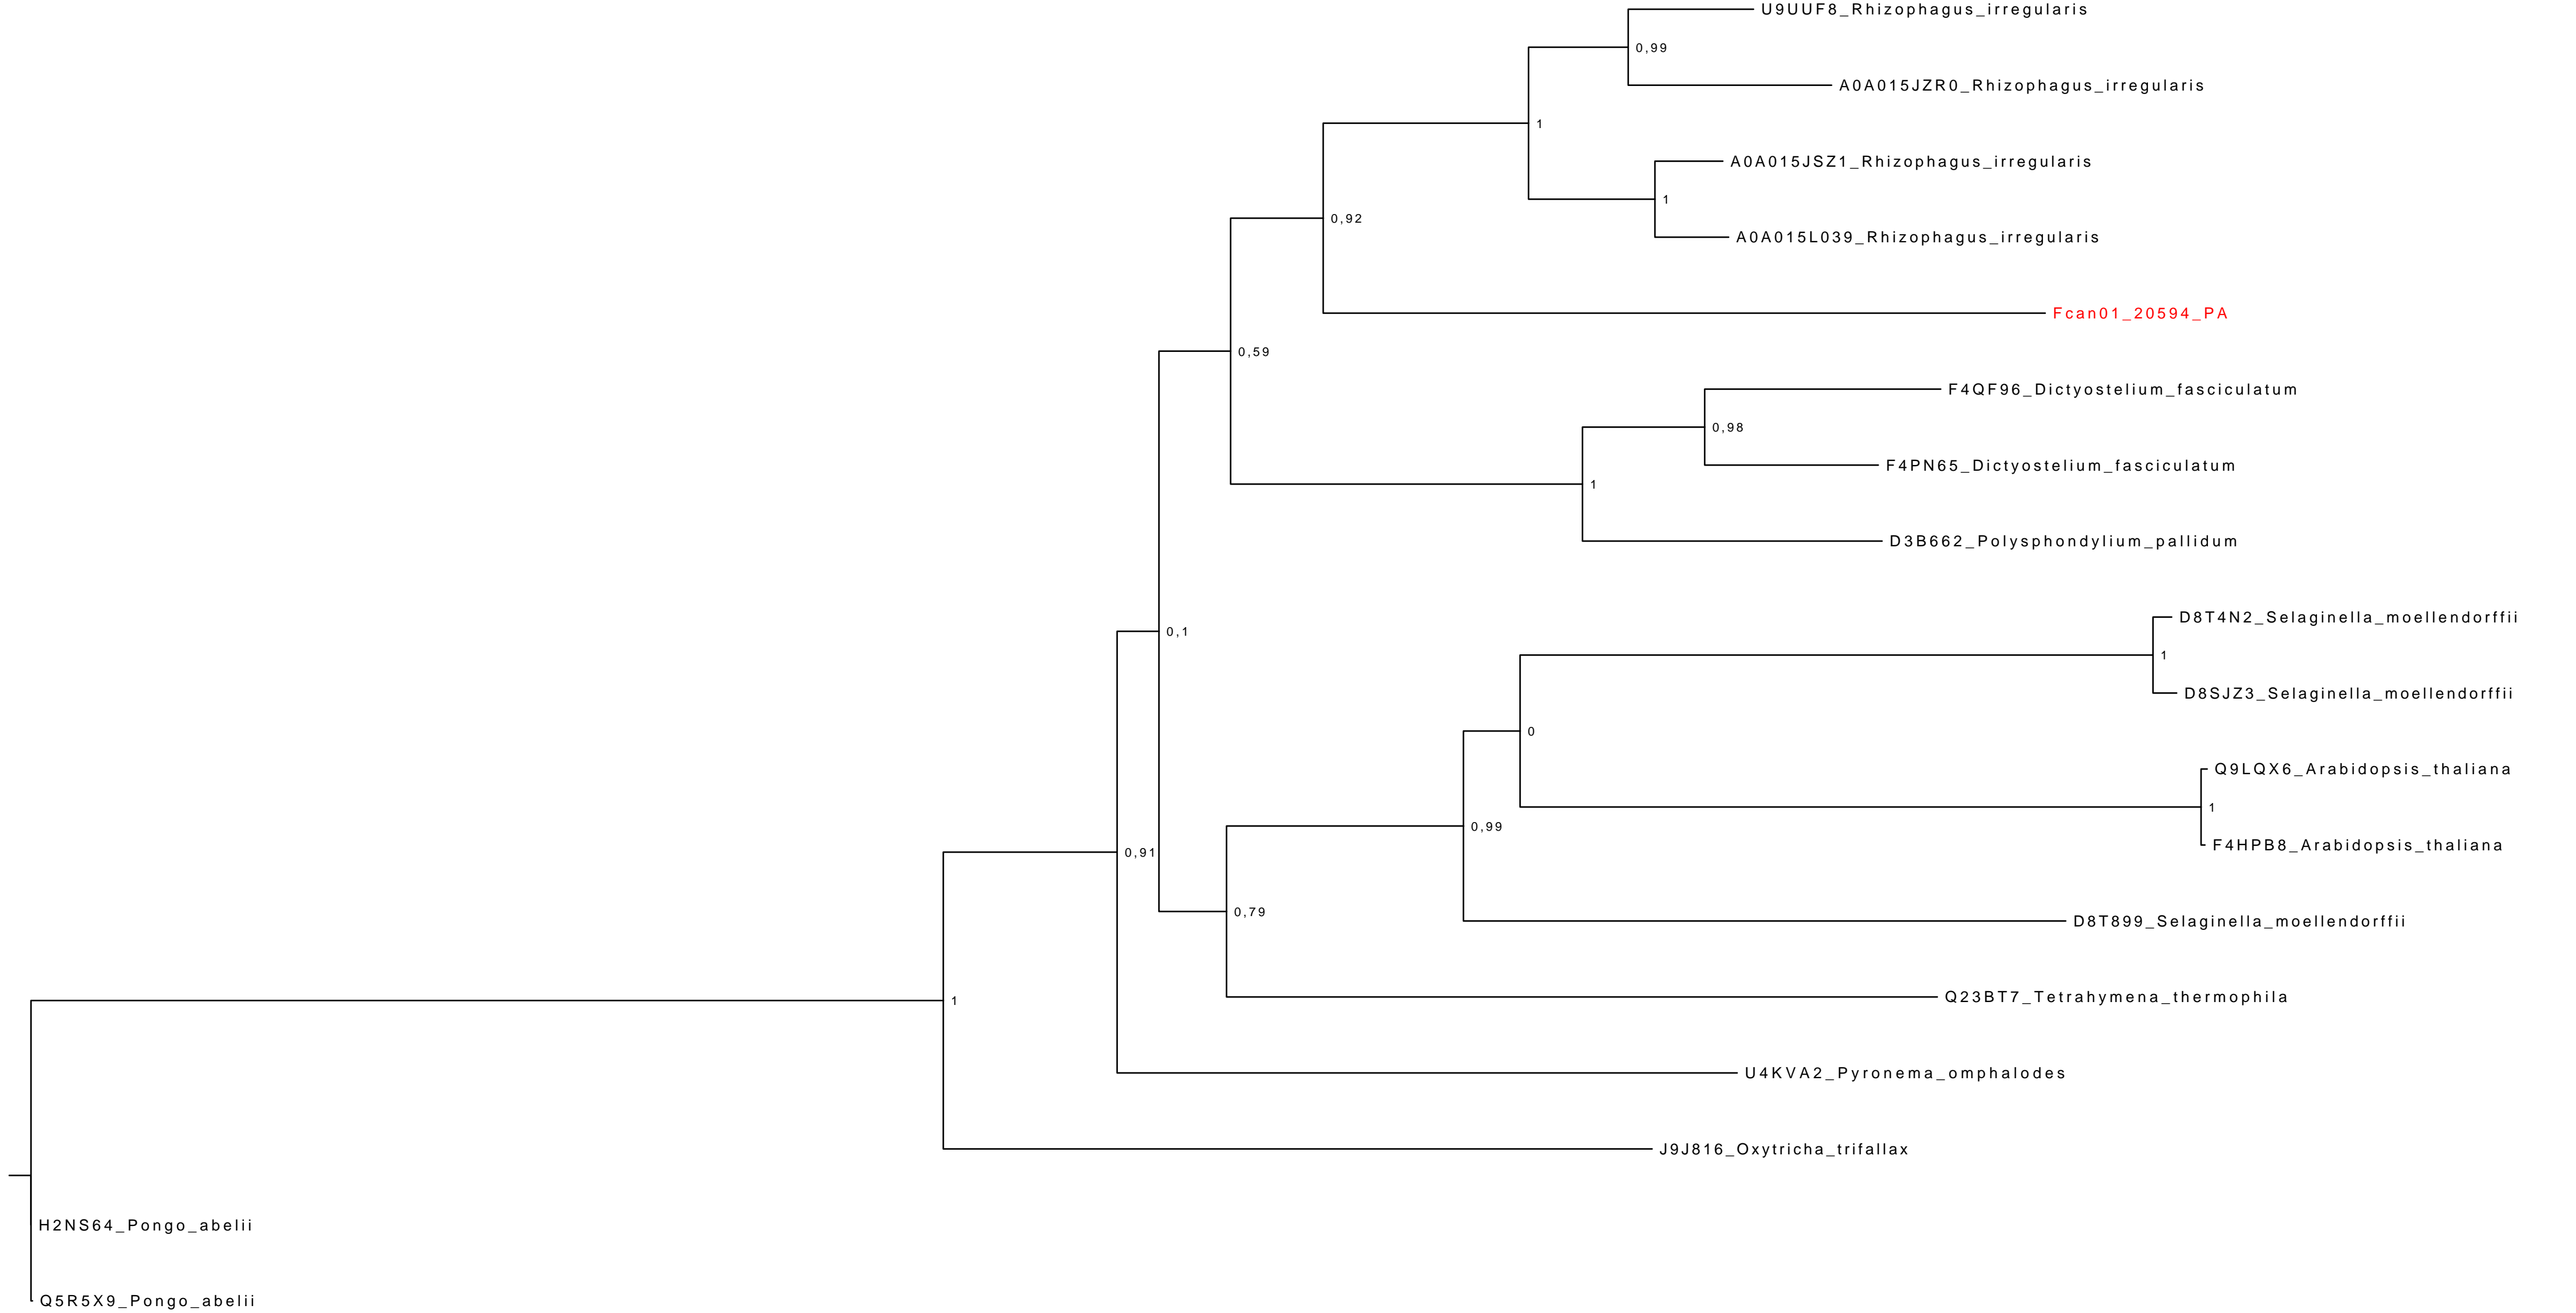 U9UUF8_Rhizophagus_irregularis
0,99
A0A015JZR0_Rhizophagus_irregularis
1
A0A015JSZ1_Rhizophagus_irregularis
1
0,92
A0A015L039_Rhizophagus_irregularis
Fcan01_20594_PA
0,59
F4QF96_Dictyostelium_fasciculatum
0,98
F4PN65_Dictyostelium_fasciculatum
1
D3B662_Polysphondylium_pallidum
D8T4N2_Selaginella_moellendorffii
0,1
1
D8SJZ3_Selaginella_moellendorffii
0
Q9LQX6_Arabidopsis_thaliana
1
0,99
F4HPB8_Arabidopsis_thaliana
0,91
0,79
D8T899_Selaginella_moellendorffii
Q23BT7_Tetrahymena_thermophila
1
U4KVA2_Pyronema_omphalodes
J9J816_Oxytricha_trifallax
H2NS64_Pongo_abelii
Q5R5X9_Pongo_abelii